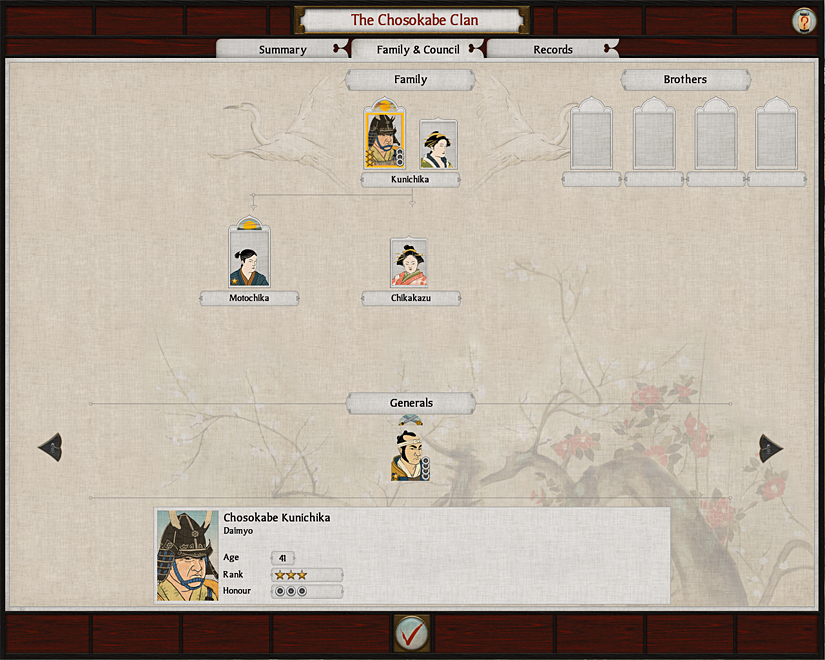 The Chosokabe Clan
Summary
Family & Council
Records
Family
Brothers
Kunichika
Motochika
Chikakazu
Generals
Chosokabe Kunichika
Daimyo
Age 41
Rank
Honour